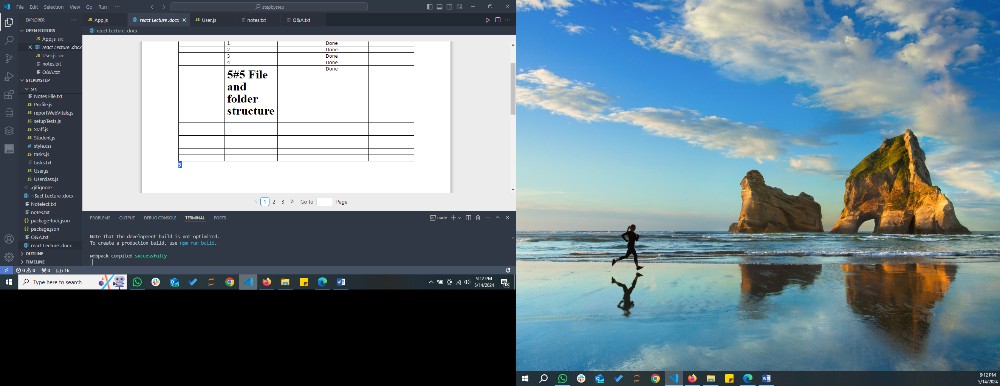 File Edit Selection View Go Run ···
stepbystep
EXPLORER ···
OPEN EDITORS
JS App.js src
react Lecture .docx
JS User.js src
notes.txt
Q&A.txt
STEPBYSTEP
src
Notes File.txt
JS Profile.js
JS reportWebVitals.js
JS setupTests.js
JS Staff.js
JS Student.js
# style.css
JS tasks.js
tasks.txt
JS User.js
JS Userclass.js
.gitignore
~$act Lecture .docx
Notelect.txt
notes.txt
{} package-lock.json
{} package.json
Q&A.txt
react Lecture .docx
OUTLINE
TIMELINE
.ENV
JS App.js
react Lecture .docx
JS User.js
notes.txt
Q&A.txt
react Lecture .docx
1 Done
2 Done
3 Done
4 Done
5#5 File Done
and
folder
structure
5
< 1 2 3 > Go to Page
PROBLEMS OUTPUT DEBUG CONSOLE TERMINAL PORTS
node
Note that the development build is not optimized.
To create a production build, use npm run build.
webpack compiled successfully
0 0 0 {..} : 16
Type here to search
NEW
9:12 PM
5/14/2024
18
NEW
9:12 PM
5/14/2024